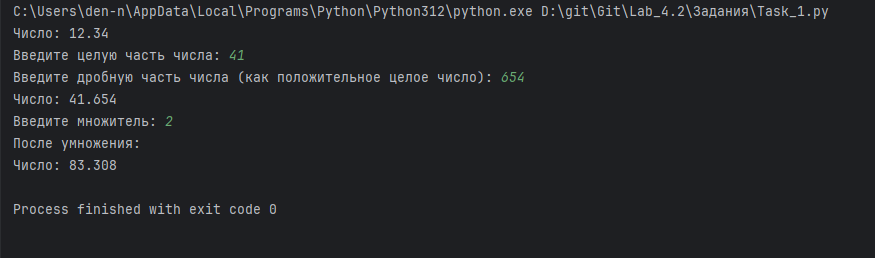 C:\Users\den-n\AppData\Local\Programs\Python\Python312\python.exe D:\git\Git\Lab_4.2\Задания\Task_1.py
Число: 12.34
Введите целую часть числа: 41
Введите дробную часть числа (как положительное целое число): 654
Число: 41.654
Введите множитель: 2
После умножения:
Число: 83.308
Process finished with exit code 0